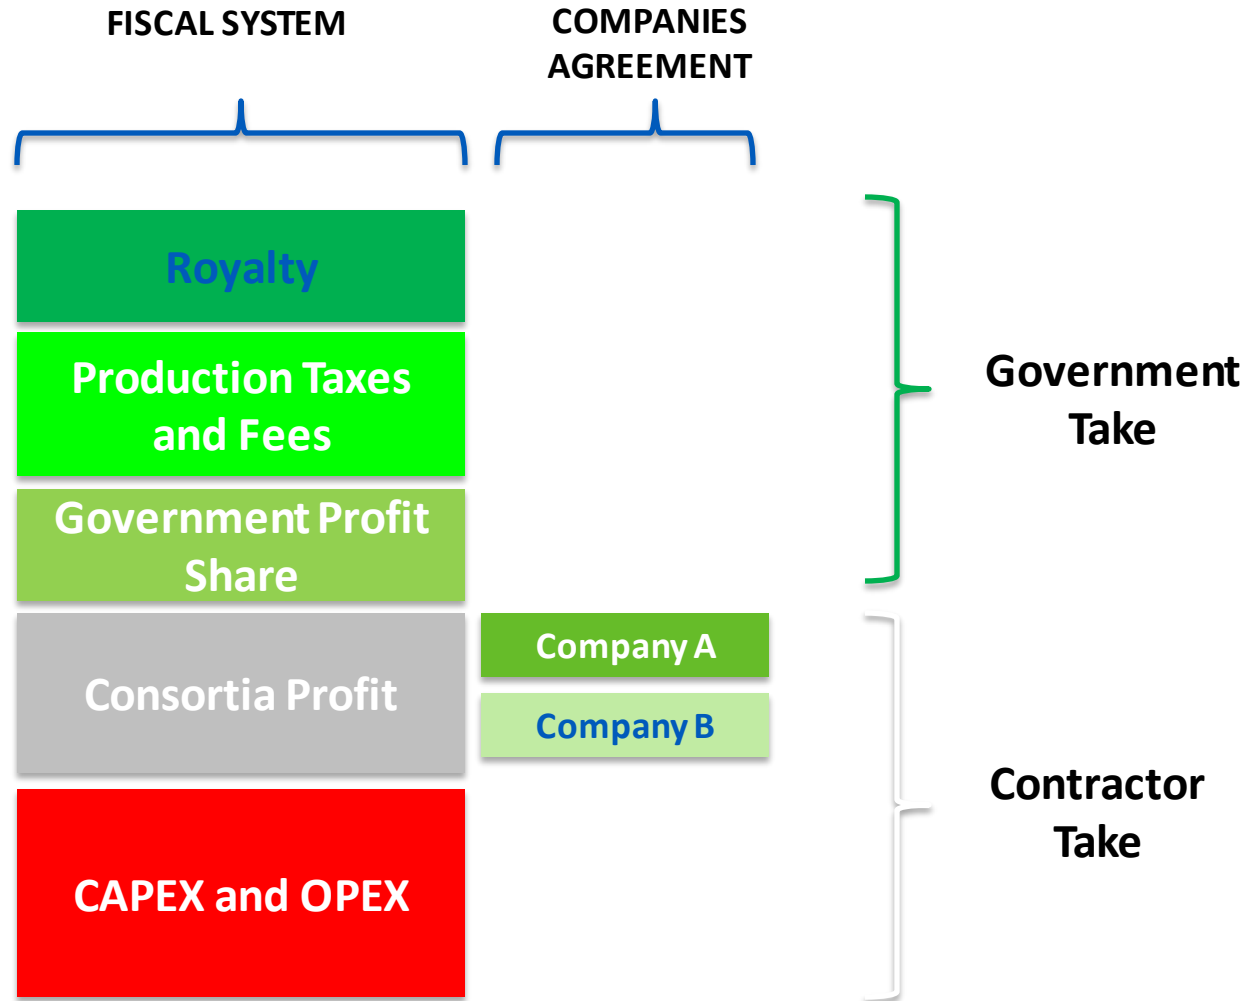 FISCAL SYSTEM
COMPANIES
AGREEMENT
Royalty
Production Taxes
and Fees
Government Profit
Share
Government
Take
Consortia Profit
Company A
Company B
CAPEX and OPEX
Contractor
Take